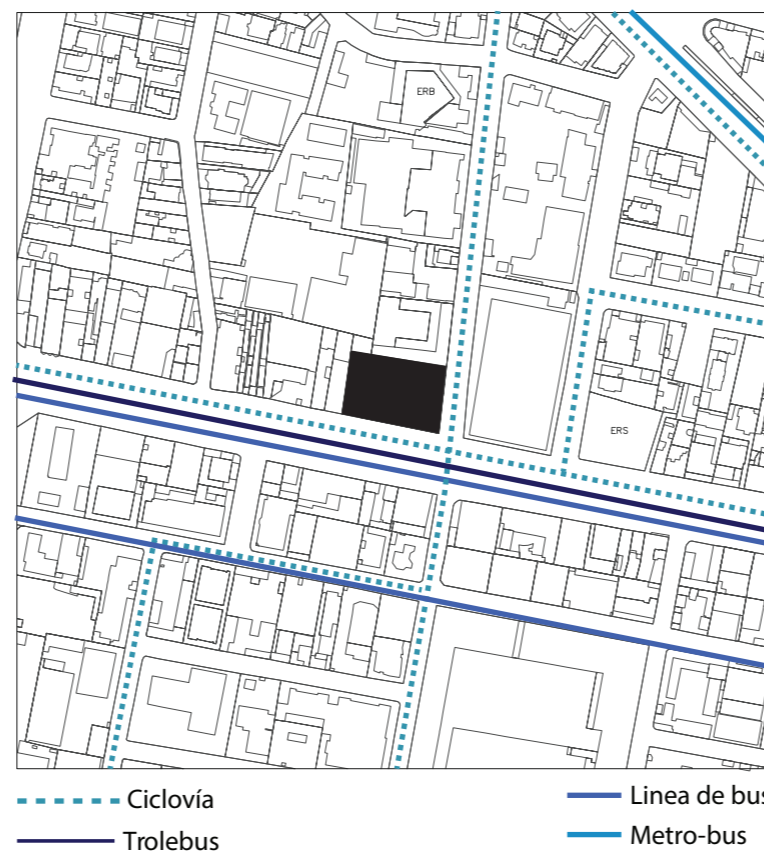 ERB
ERS
Ciclovía
Linea de bus
Trolebus
Metro-bus